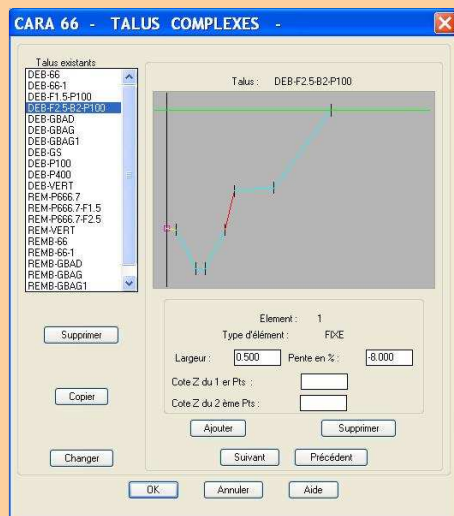 CARA 66 - TALUS COMPLEXES -
Talus existants
DEB-66
DEB-66-1
DEB-F1.5-P100
DEB-F2.5-B2-P100
DEB-GBAD
DEB-GBAG
DEB-GBAG1
DEB-GS
DEB-P100
DEB-P400
DEB-VERT
REM-P666.7
REM-P666.7-F1.5
REM-P666.7-F2.5
REM-VERT
REMB-66
REMB-66-1
REMB-GBAD
REMB-GBAG
REMB-GBAG1
Talus : DEB-F2.5-B2-P100
Element : 1
Type d'élément : FIXE
Largeur : 0.500 Pente en % : -8.000
Cote Z du 1 er Pts :
Cote Z du 2 ème Pts :
Ajouter Supprimer
Suivant Précédent
Supprimer
Copier
Changer
OK Annuler Aide